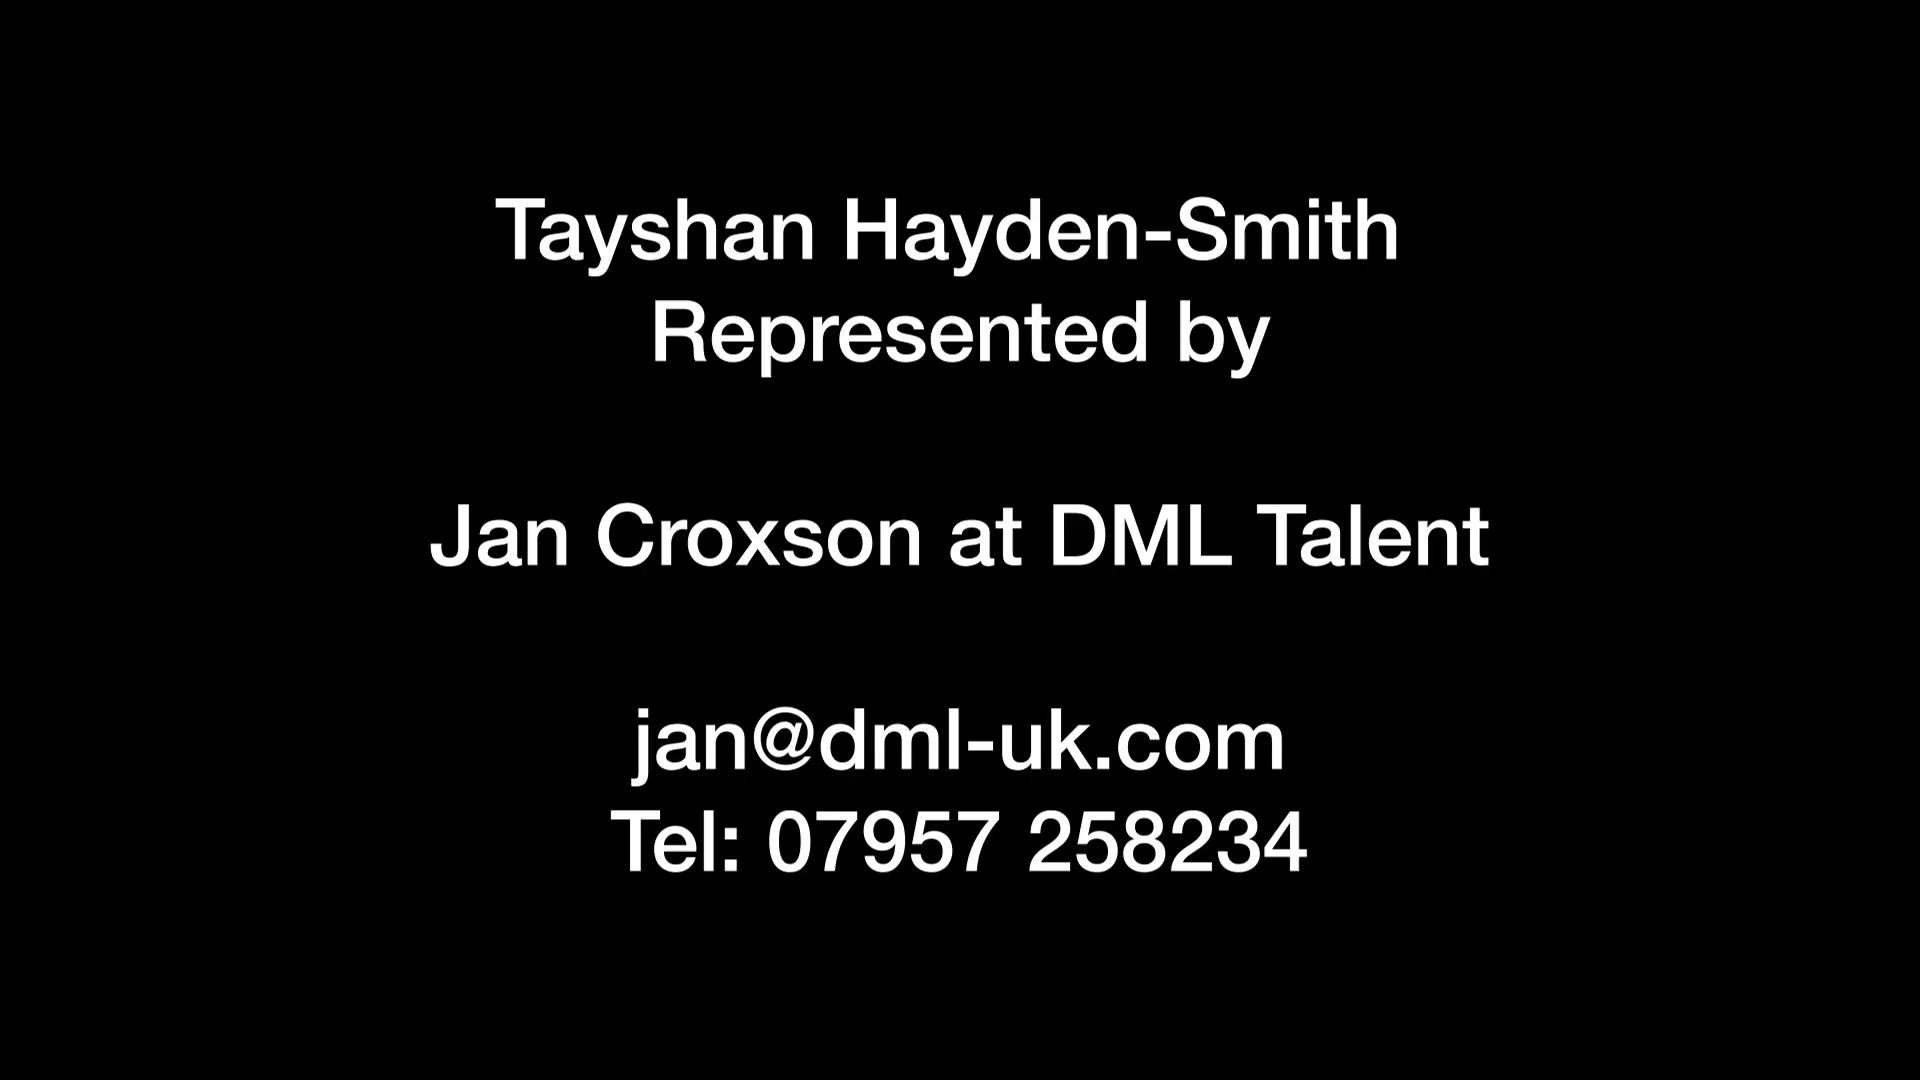 Tayshan Hayden-Smith
Represented by
Jan Croxson at DML Talent
jan@dml-uk.com
Tel: 07957 258234